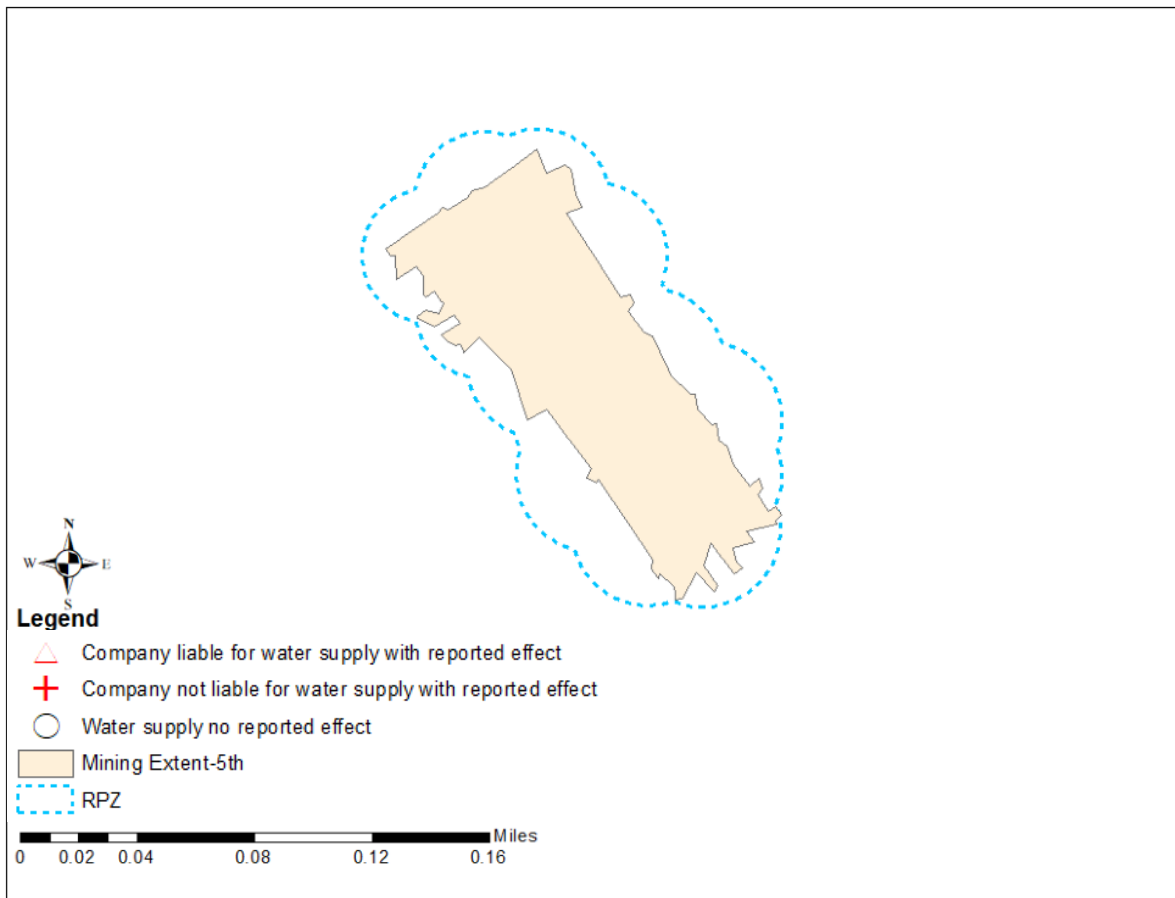 N
W E
S
Legend
Company liable for water supply with reported effect
Company not liable for water supply with reported effect
Water supply no reported effect
Mining Extent-5th
RPZ
Miles
0 0.02 0.04 0.08 0.12 0.16